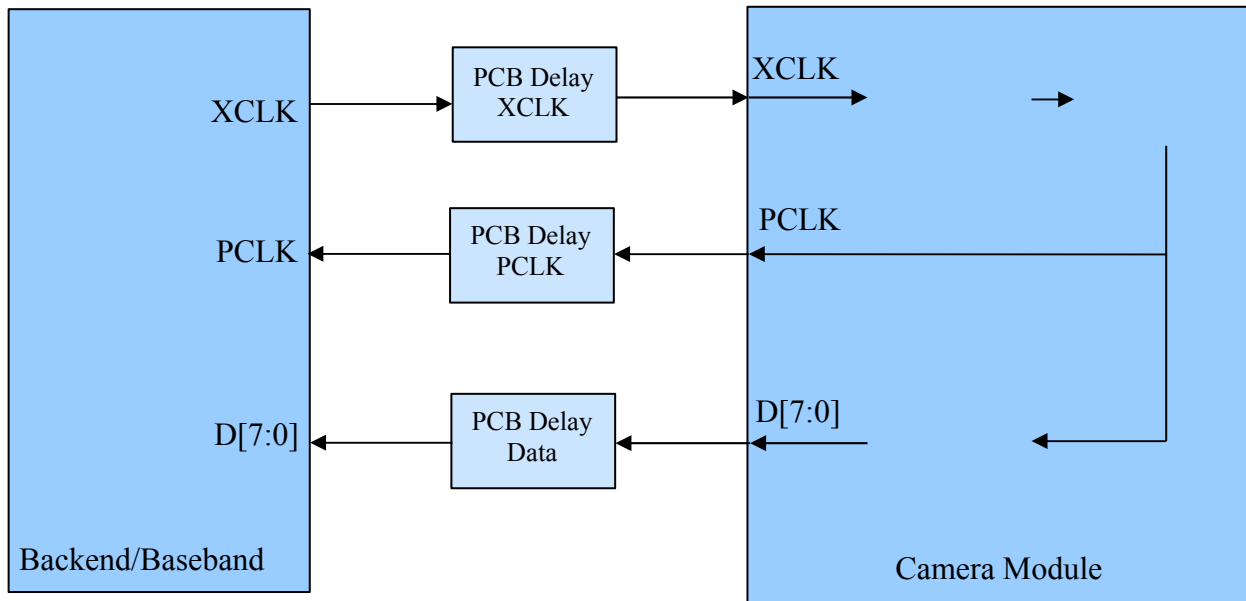 XCLK
PCB Delay
XCLK
XCLK
PCLK
PCB Delay
PCLK
PCLK
D[7:0]
PCB Delay
Data
D[7:0]
Backend/Baseband
Camera Module